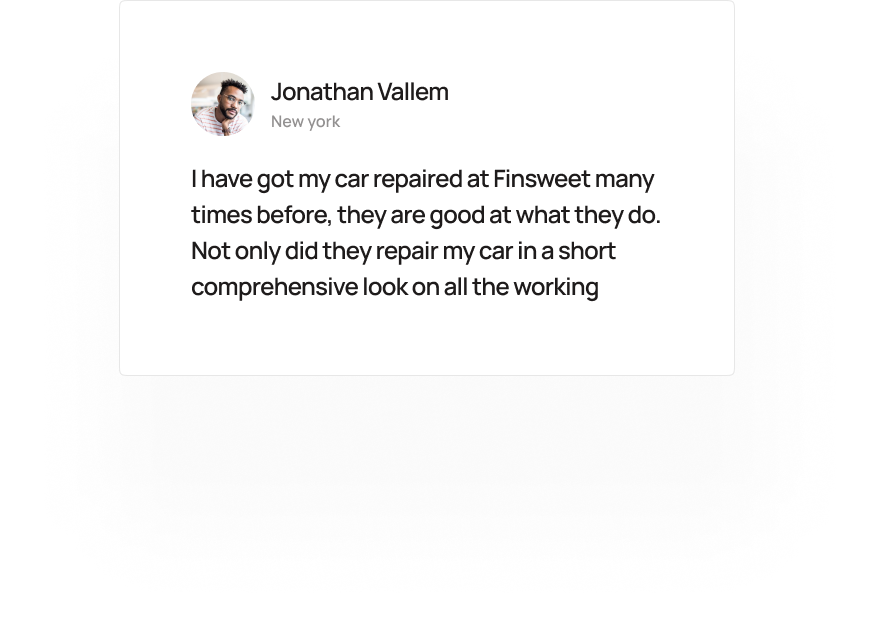 Jonathan Vallem
New york
I have got my car repaired at Finsweet many
times before, they are good at what they do.
Not only did they repair my car in a short
comprehensive look on all the working